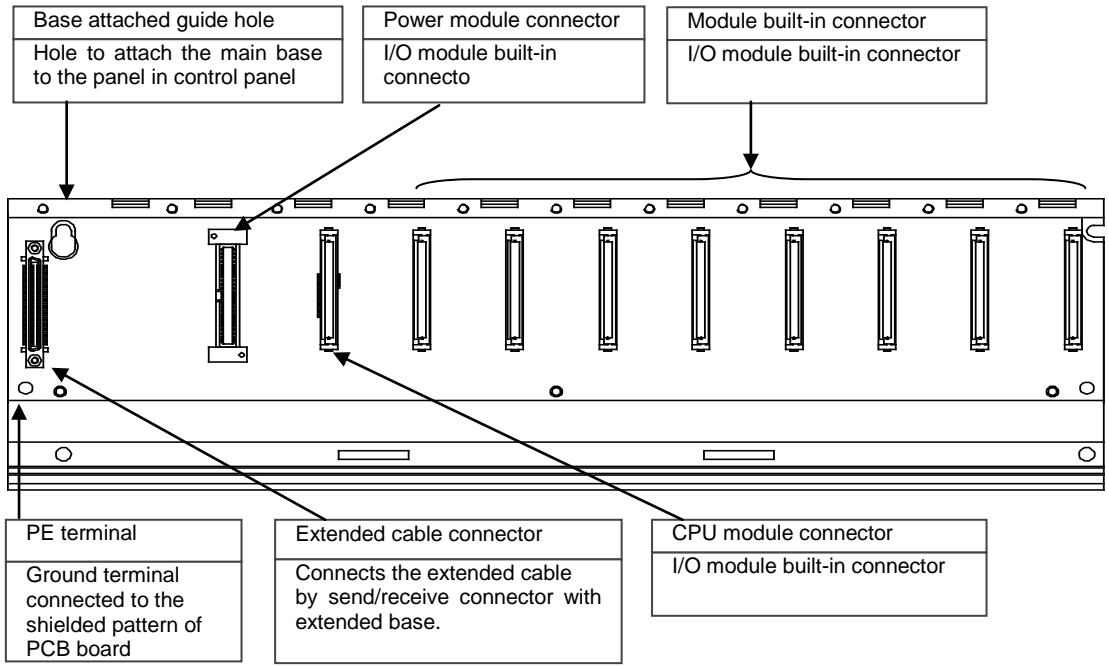 Base attached guide hole
Hole to attach the main base
to the panel in control panel
Power module connector
I/O module built-in
connecto
Module built-in connector
I/O module built-in connector
PE terminal
Ground terminal
connected to the
shielded pattern of
PCB board
Extended cable connector
Connects the extended cable
by send/receive connector with
extended base.
CPU module connector
I/O module built-in connector